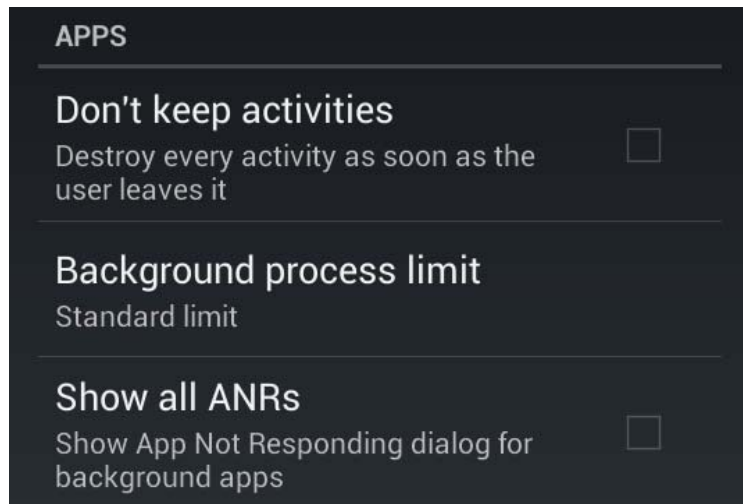 APPS
Don't keep activities
Destroy every activity as soon as the
user leaves it
Background process limit
Standard limit
Show all ANRs
Show App Not Responding dialog for
background apps